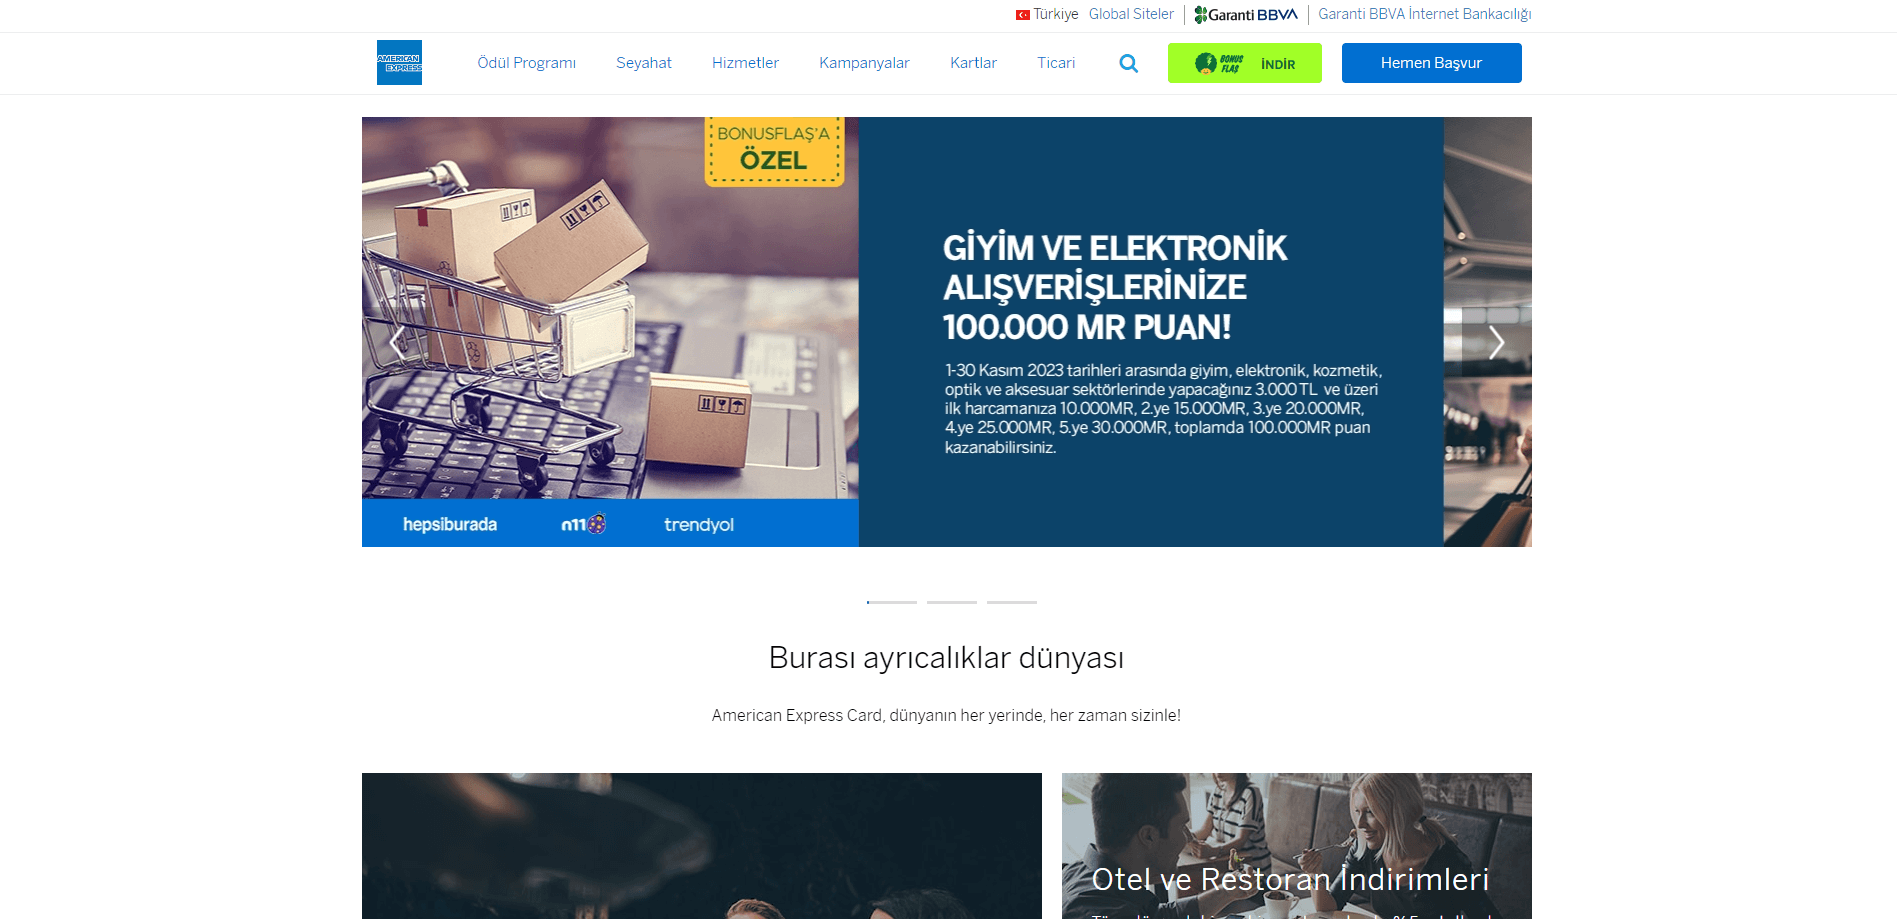 Türkiye Global Siteler Garanti BBVA Garanti BBVA İnternet Bankacılığı
AMERICAN
EXPRESS
Ödül Programı Seyahat Hizmetler Kampanyalar Kartlar Ticari BONUS FLAŞ İNDİR Hemen Başvur
BONUSFLAŞ'A
ÖZEL
GİYİM VE ELEKTRONİK
ALIŞVERİŞLERİNİZE
100.000 MR PUAN!
1-30 Kasım 2023 tarihleri arasında giyim, elektronik, kozmetik,
optik ve aksesuar sektörlerinde yapacağınız 3.000 TL ve üzeri
ilk harcamanıza 10.000MR, 2.ye 15.000MR, 3.ye 20.000MR,
4.ye 25.000MR, 5.ye 30.000MR, toplamda 100.000MR puan
kazanabilirsiniz.
hepsiburada n11 trendyol
Burası ayrıcalıklar dünyası
American Express Card, dünyanın her yerinde, her zaman sizinle!
Otel ve Restoran İndirimleri